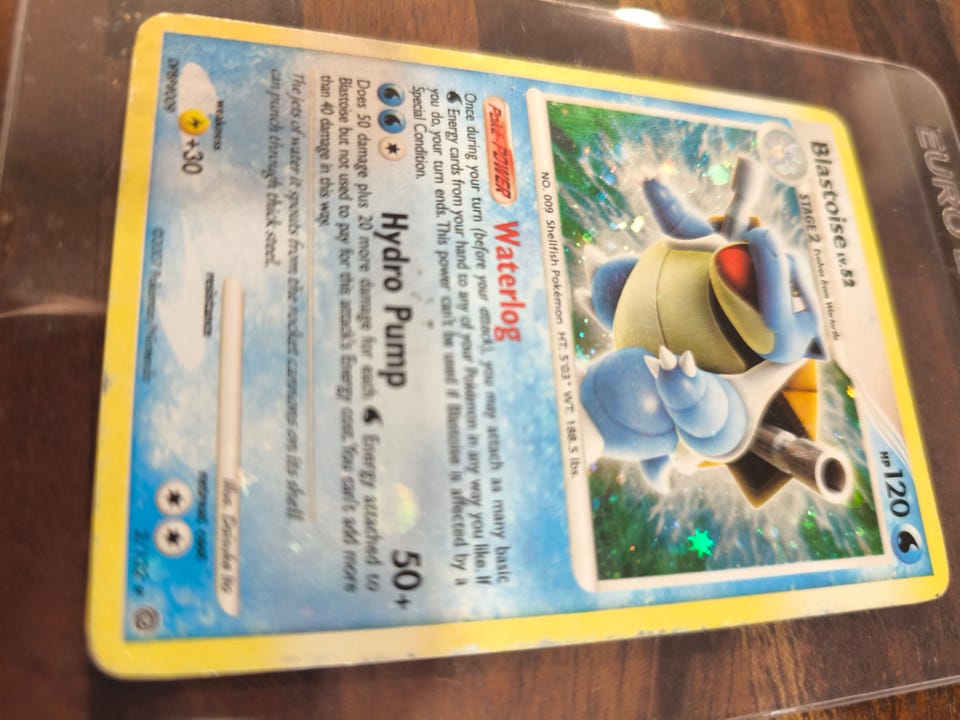 Blastoise LV.52
STAGE 2 Evolves from Wartortle
HP 120
NO. 009 Shellfish Pokémon HT: 5'03" WT: 188.5 lbs.
Poké-POWER Waterlog
Once during your turn (before your attack), you may attach as many basic
Energy cards from your hand to any of your Pokémon in any way you like. If
you do, your turn ends. This power can't be used if Blastoise is affected by a
Special Condition.
Hydro Pump 50+
Does 50 damage plus 20 more damage for each Energy attached to
Blastoise but not used to pay for this attack's Energy cost. You can't add more
than 40 damage in this way.
The jets of water it spouts from the rocket cannons on its shell
can punch through thick steel.
weakness
+30
resistance
retreat cost
Illus. Daisuke Ito
©2007 Pokémon/Nintendo
2/132
EURO